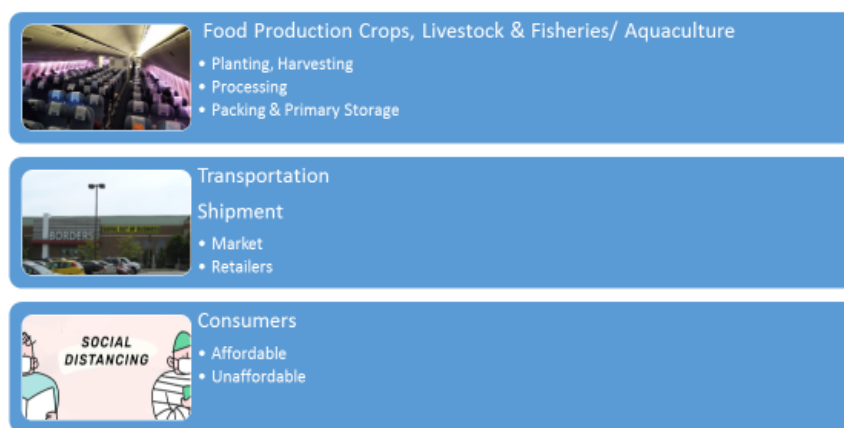 Food Production Crops, Livestock & Fisheries/ Aquaculture
• Planting, Harvesting
• Processing
• Packing & Primary Storage
Transportation
Shipment
• Market
• Retailers
BORDERS
Consumers
• Affordable
• Unaffordable
SOCIAL
DISTANCING